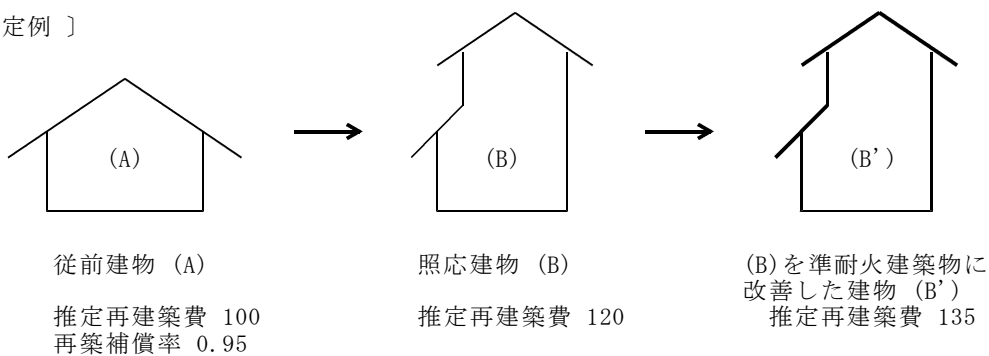 定例 〕
(A)
(B)
(B')
従前建物 (A)
推定再建築費 100
再築補償率 0.95
照応建物 (B)
推定再建築費 120
(B)を準耐火建築物に
改善した建物 (B')
推定再建築費 135